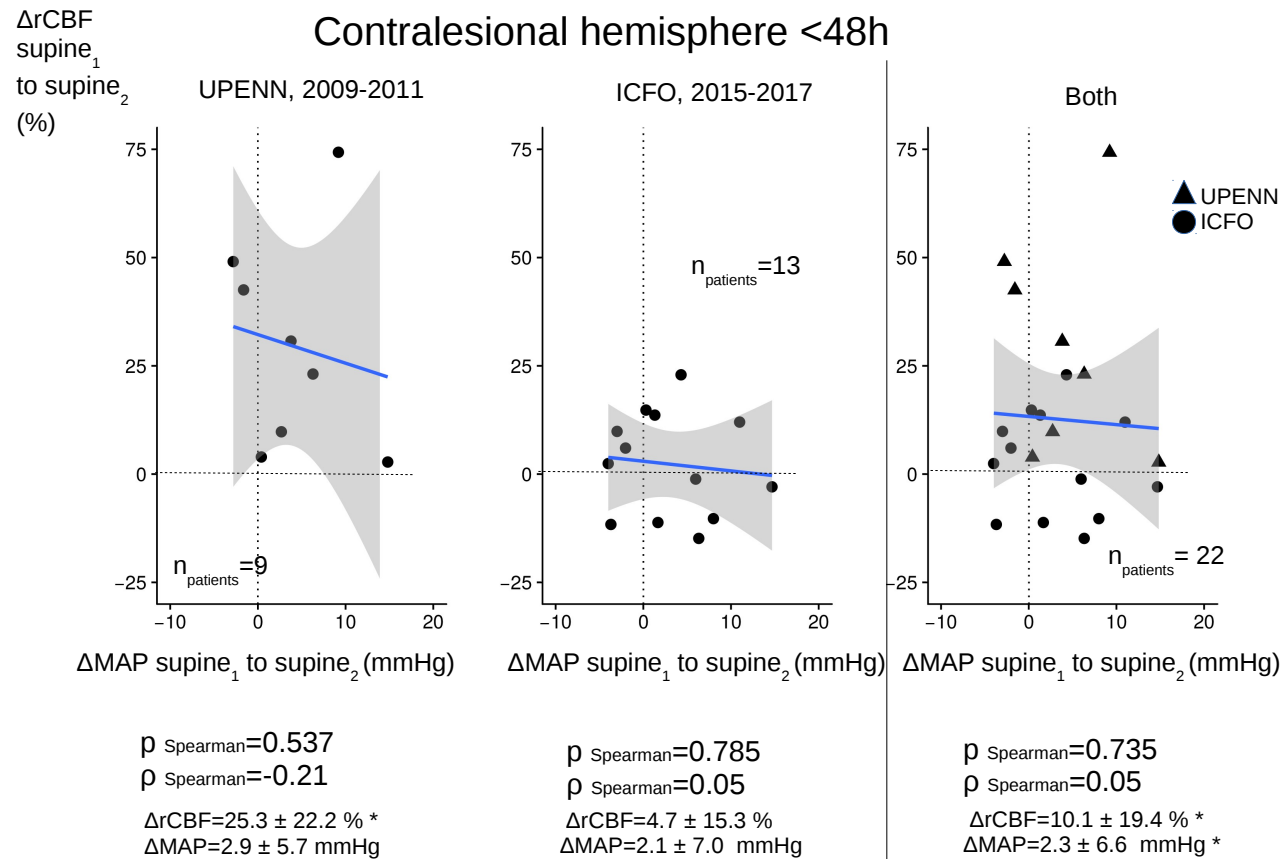 ΔrCBF
supine1
to supine2
(%)
Contralesional hemisphere <48h
UPENN, 2009-2011
ICFO, 2015-2017
Both
75
50
25
0
−25
−10 0 10 20
npatients=9
75
50
25
0
−25
−10 0 10 20
npatients=13
75
50
25
0
−25
−10 0 10 20
UPENN
ICFO
npatients= 22
ΔMAP supine1 to supine2 (mmHg)
ΔMAP supine1 to supine2 (mmHg)
ΔMAP supine1 to supine2 (mmHg)
p Spearman=0.537
ρ Spearman=-0.21
ΔrCBF=25.3 ± 22.2 % *
ΔMAP=2.9 ± 5.7 mmHg
p Spearman=0.785
ρ Spearman=0.05
ΔrCBF=4.7 ± 15.3 %
ΔMAP=2.1 ± 7.0 mmHg
p Spearman=0.735
ρ Spearman=0.05
ΔrCBF=10.1 ± 19.4 % *
ΔMAP=2.3 ± 6.6 mmHg *